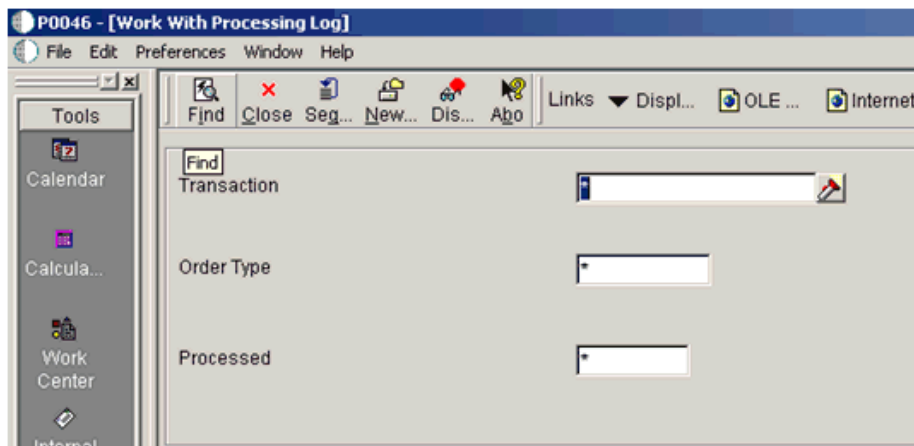 P0046 - [Work With Processing Log]
File Edit Preferences Window Help
Tools
Find Close Seg... New... Dis... Abo Links Displ... OLE ... Internet
Find
Calendar
Transaction *
Calcula...
Order Type *
Work
Center
Processed *
Internal